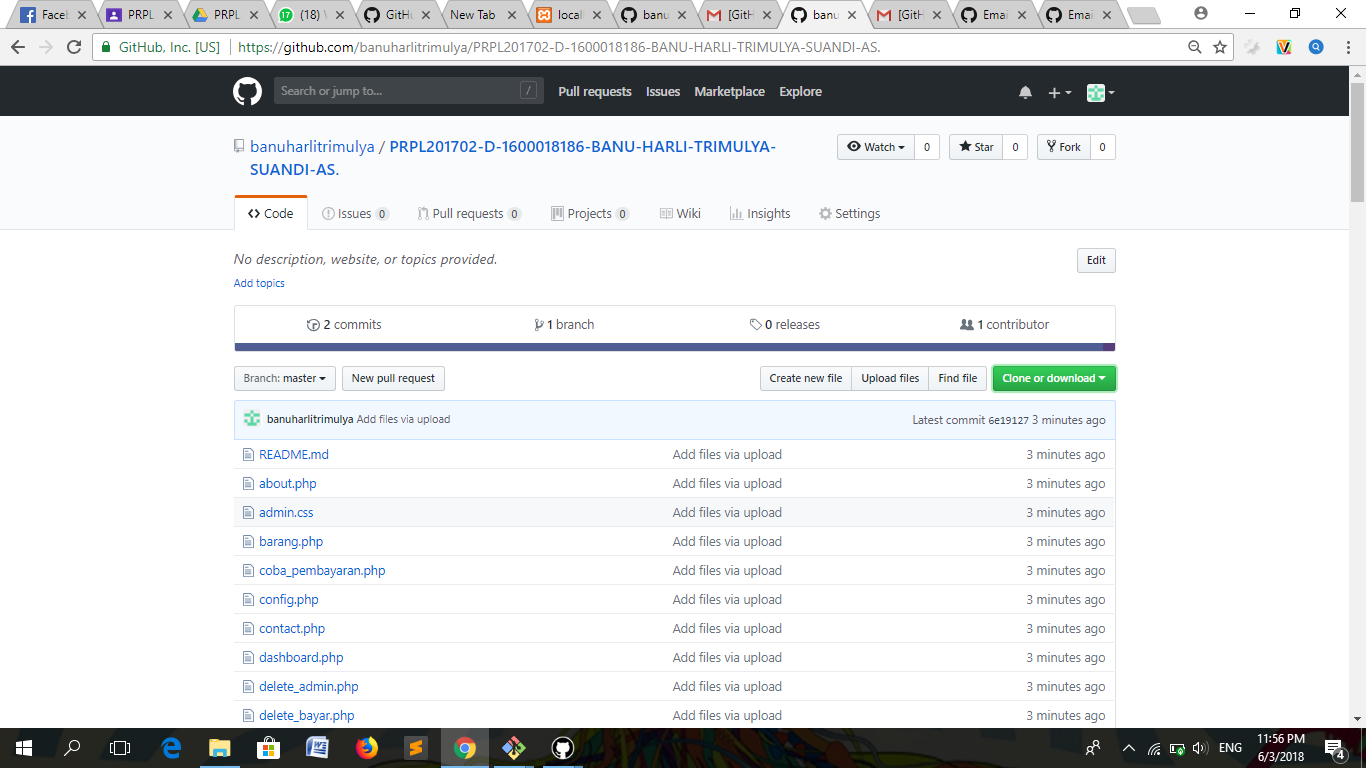 Facel
PRPL
PRPL
(18)
GitHu
New Tab
local
banu
[GitH
banu
[GitH
Emai
Emai
GitHub, Inc. [US]
https://github.com/banuharlitrimulya/PRPL201702-D-1600018186-BANU-HARLI-TRIMULYA-SUANDI-AS.
Search or jump to...
/
Pull requests
Issues
Marketplace
Explore
banuharlitrimulya / PRPL201702-D-1600018186-BANU-HARLI-TRIMULYA-
SUANDI-AS.
Watch
0
Star
0
Fork
0
Code
Issues 0
Pull requests 0
Projects 0
Wiki
Insights
Settings
No description, website, or topics provided.
Edit
Add topics
2 commits
1 branch
0 releases
1 contributor
Branch: master
New pull request
Create new file
Upload files
Find file
Clone or download
banuharlitrimulya Add files via upload
Latest commit 6e19127 3 minutes ago
README.md Add files via upload 3 minutes ago
about.php Add files via upload 3 minutes ago
admin.css Add files via upload 3 minutes ago
barang.php Add files via upload 3 minutes ago
coba_pembayaran.php Add files via upload 3 minutes ago
config.php Add files via upload 3 minutes ago
contact.php Add files via upload 3 minutes ago
dashboard.php Add files via upload 3 minutes ago
delete_admin.php Add files via upload 3 minutes ago
delete_bayar.php Add files via upload 3 minutes ago
ENG
11:56 PM
6/3/2018
4